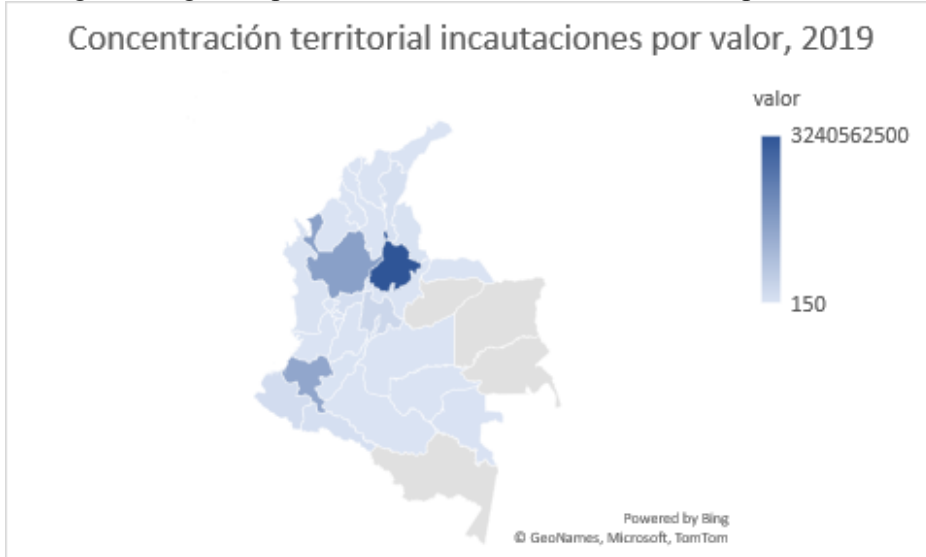 Concentración territorial incautaciones por valor, 2019
valor
3240562500
150
Powered by Bing
© GeoNames, Microsoft, TomTom